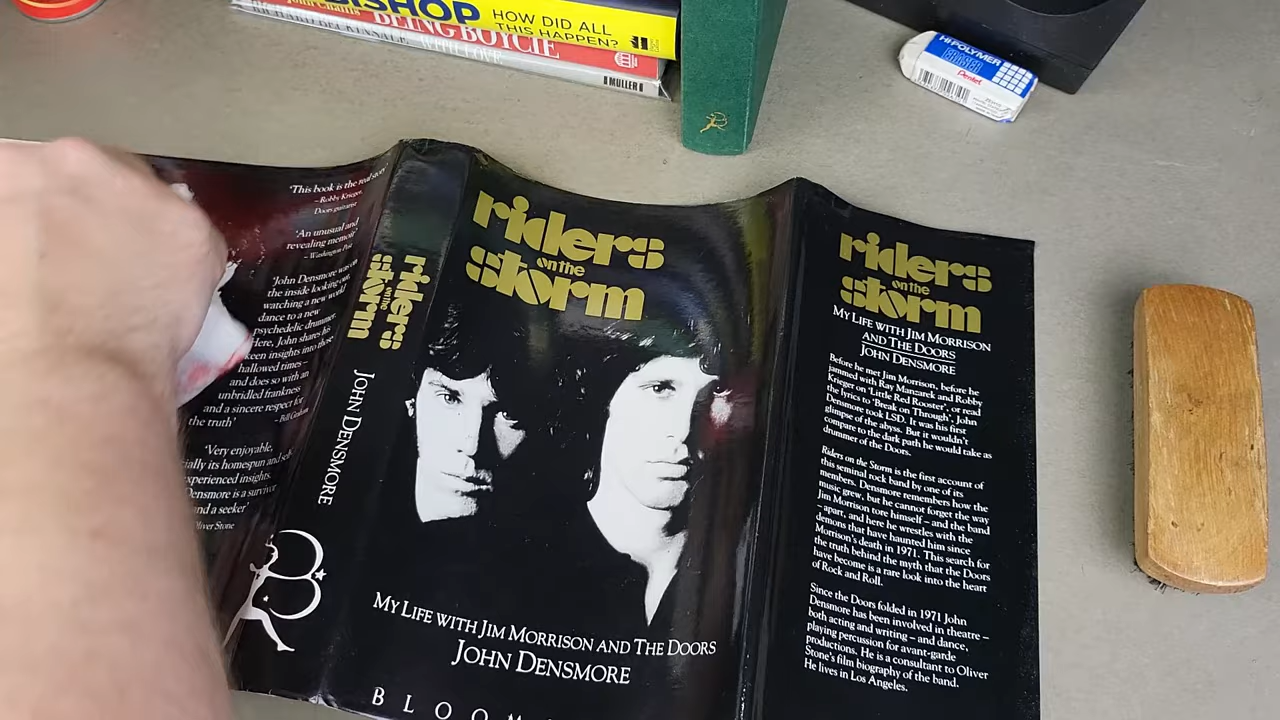 BISHOP
HOW DID ALL
THIS HAPPEN?
BEING BOYCIE
RICHARD BECKINSALE WITH LOVE
MULLER
HI-POLYMER
ERASER
Pentel
'This book is the real story'
– Robby Krieger,
Doors guitarist
'An unusual and
revealing memoir'
– Washington Post
'John Densmore was on
the inside looking out,
watching a new world
dance to a new
psychedelic drummer.
Here, John shares his
keen insights into those
hallowed times –
and does so with an
unbridled frankness
and a sincere respect for
the truth'
– Bill Graham
'Very enjoyable,
its homespun and
experienced insights.
Densmore is a survivor
and a seeker'
Oliver Stone
riders
on the
storm
JOHN DENSMORE
riders
on the
storm
MY LIFE WITH JIM MORRISON AND THE DOORS
JOHN DENSMORE
BLOOM
riders
on the
storm
MY LIFE WITH JIM MORRISON
AND THE DOORS
JOHN DENSMORE
Before he met Jim Morrison, before he
jammed with Ray Manzarek and Robby
Krieger on 'Little Red Rooster', or read
the lyrics to 'Break on Through', John
Densmore took LSD. It was his first
glimpse of the abyss. But it wouldn't
compare to the dark path he would take as
drummer of the Doors.
Riders on the Storm is the first account of
this seminal rock band by one of its
members. Densmore remembers how the
music grew, but he cannot forget the way
Jim Morrison tore himself – and the band
– apart, and here he wrestles with the
demons that have haunted him since
Morrison's death in 1971. This search for
the truth behind the myth that the Doors
have become is a rare look into the heart
of Rock and Roll.
Since the Doors folded in 1971 John
Densmore has been involved in theatre –
both acting and writing – and dance,
playing percussion for avant-garde
productions. He is a consultant to Oliver
Stone's film biography of the band.
He lives in Los Angeles.